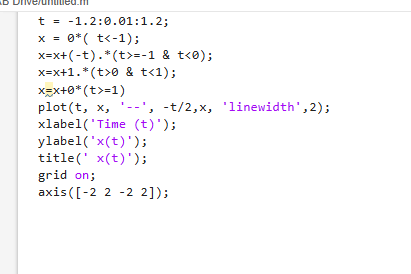 AB Drive/untitled.m
t = -1.2:0.01:1.2;
x = 0*( t<-1);
x=x+(-t).*(t>=-1 & t<0);
x=x+1.*(t>0 & t<1);
x=x+0*(t>=1)
plot(t, x, '--', -t/2,x, 'linewidth',2);
xlabel('Time (t)');
ylabel('x(t)');
title(' x(t)');
grid on;
axis([-2 2 -2 2]);